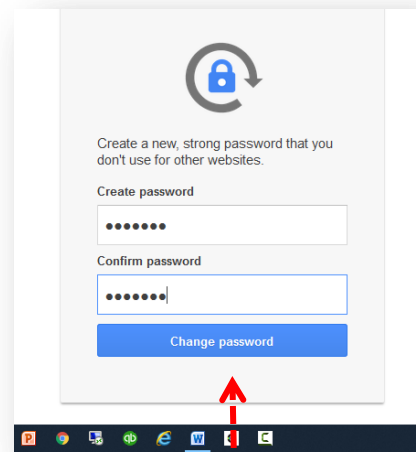 Create a new, strong password that you
don't use for other websites.
Create password
•••••••
Confirm password
•••••••
Change password